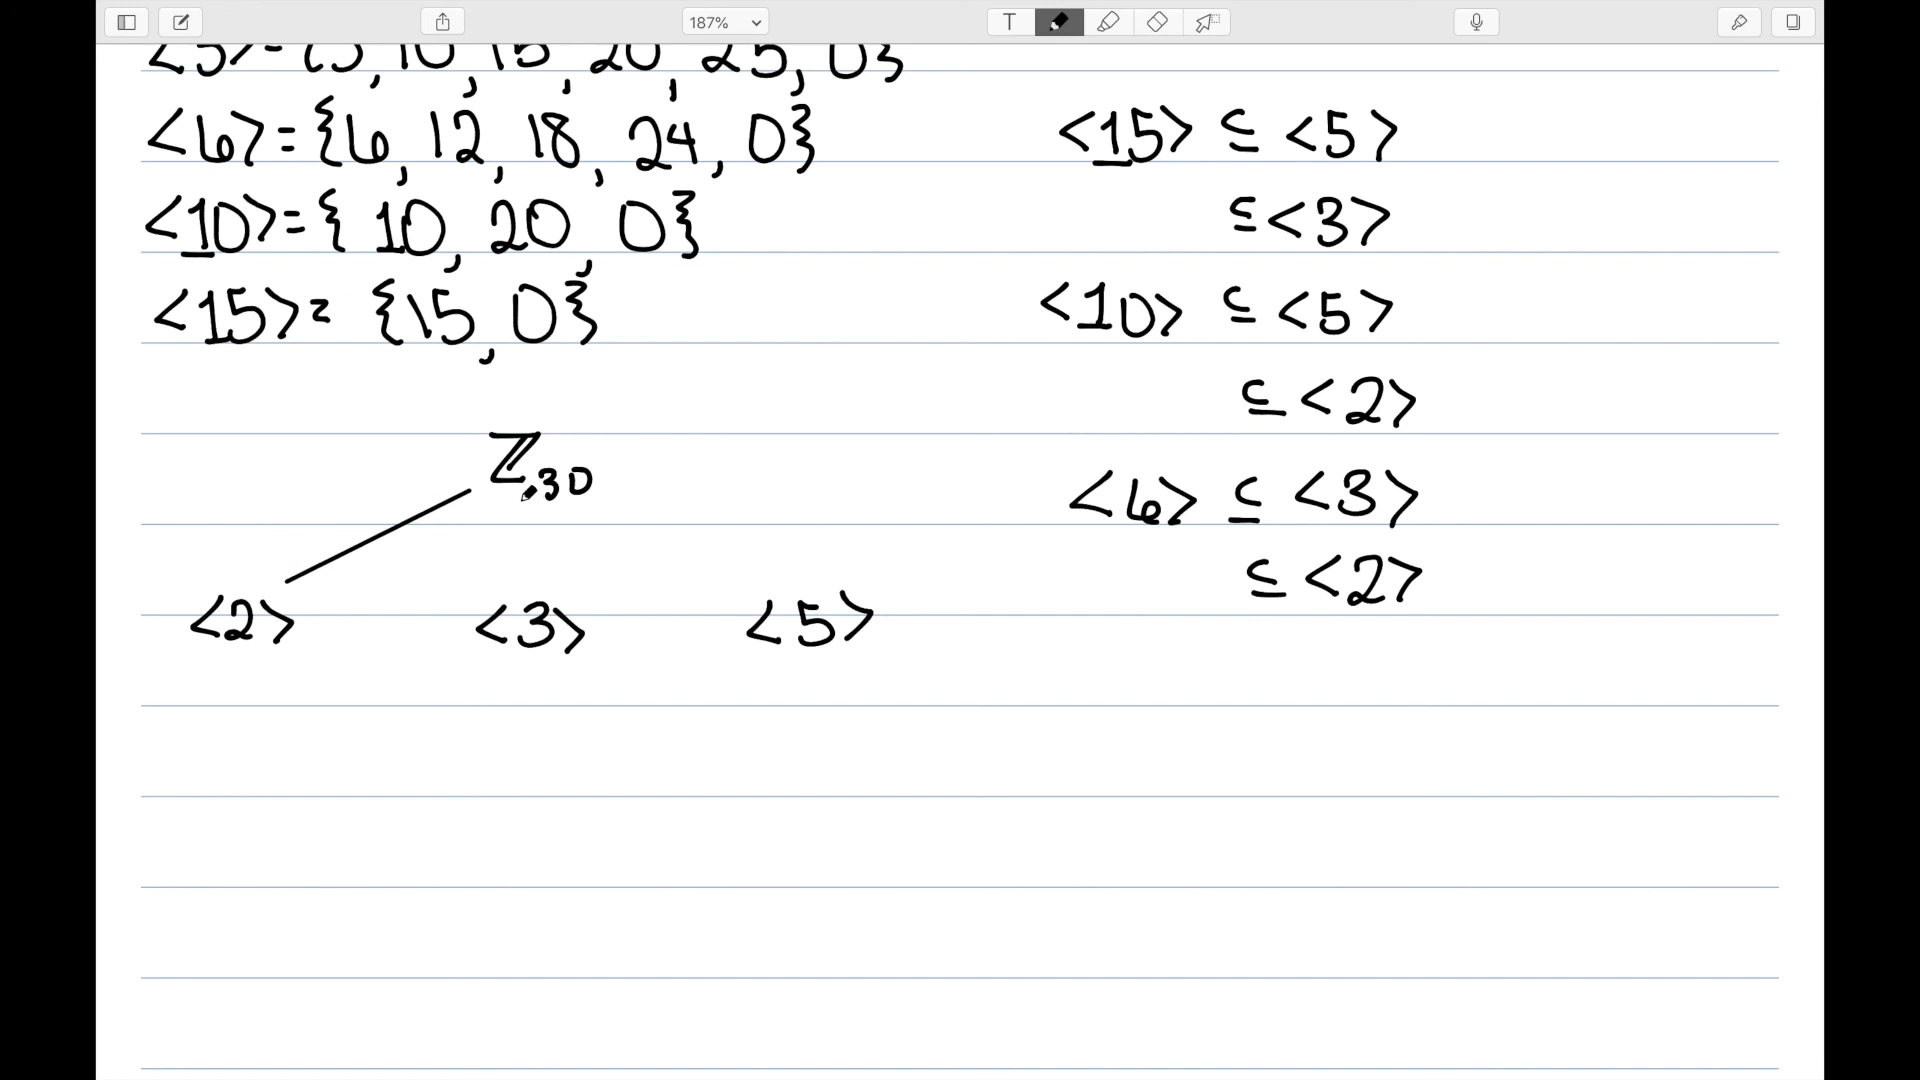 187%
T
<5>={5, 10, 15, 20, 25, 0}
<6>={6, 12, 18, 24, 0}
<10>={10, 20, 0}
<15>={15, 0}
ℤ30
<2> <3> <5>
<15> ⊆ <5>
⊆<3>
<10> ⊆ <5>
⊆ <2>
<6> ⊆ <3>
⊆ <2>